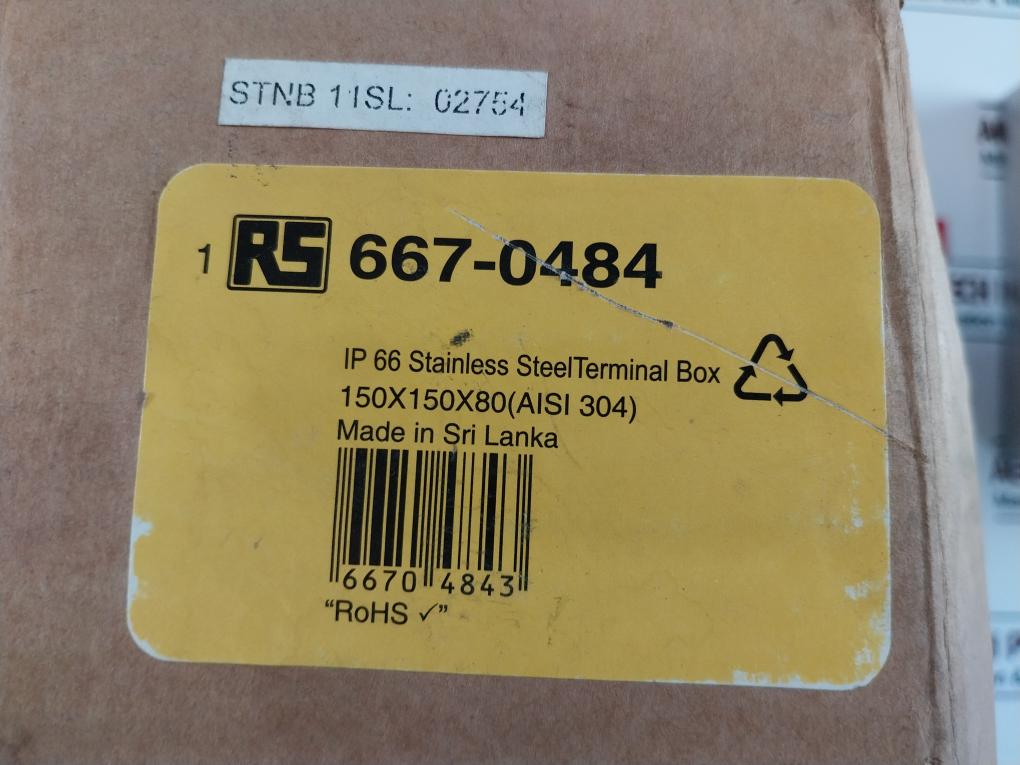 STNB 11SL: 02754
1 RS 667-0484
IP 66 Stainless SteelTerminal Box
150X150X80(AISI 304)
Made in Sri Lanka
6670 4843
“RoHS ✓”